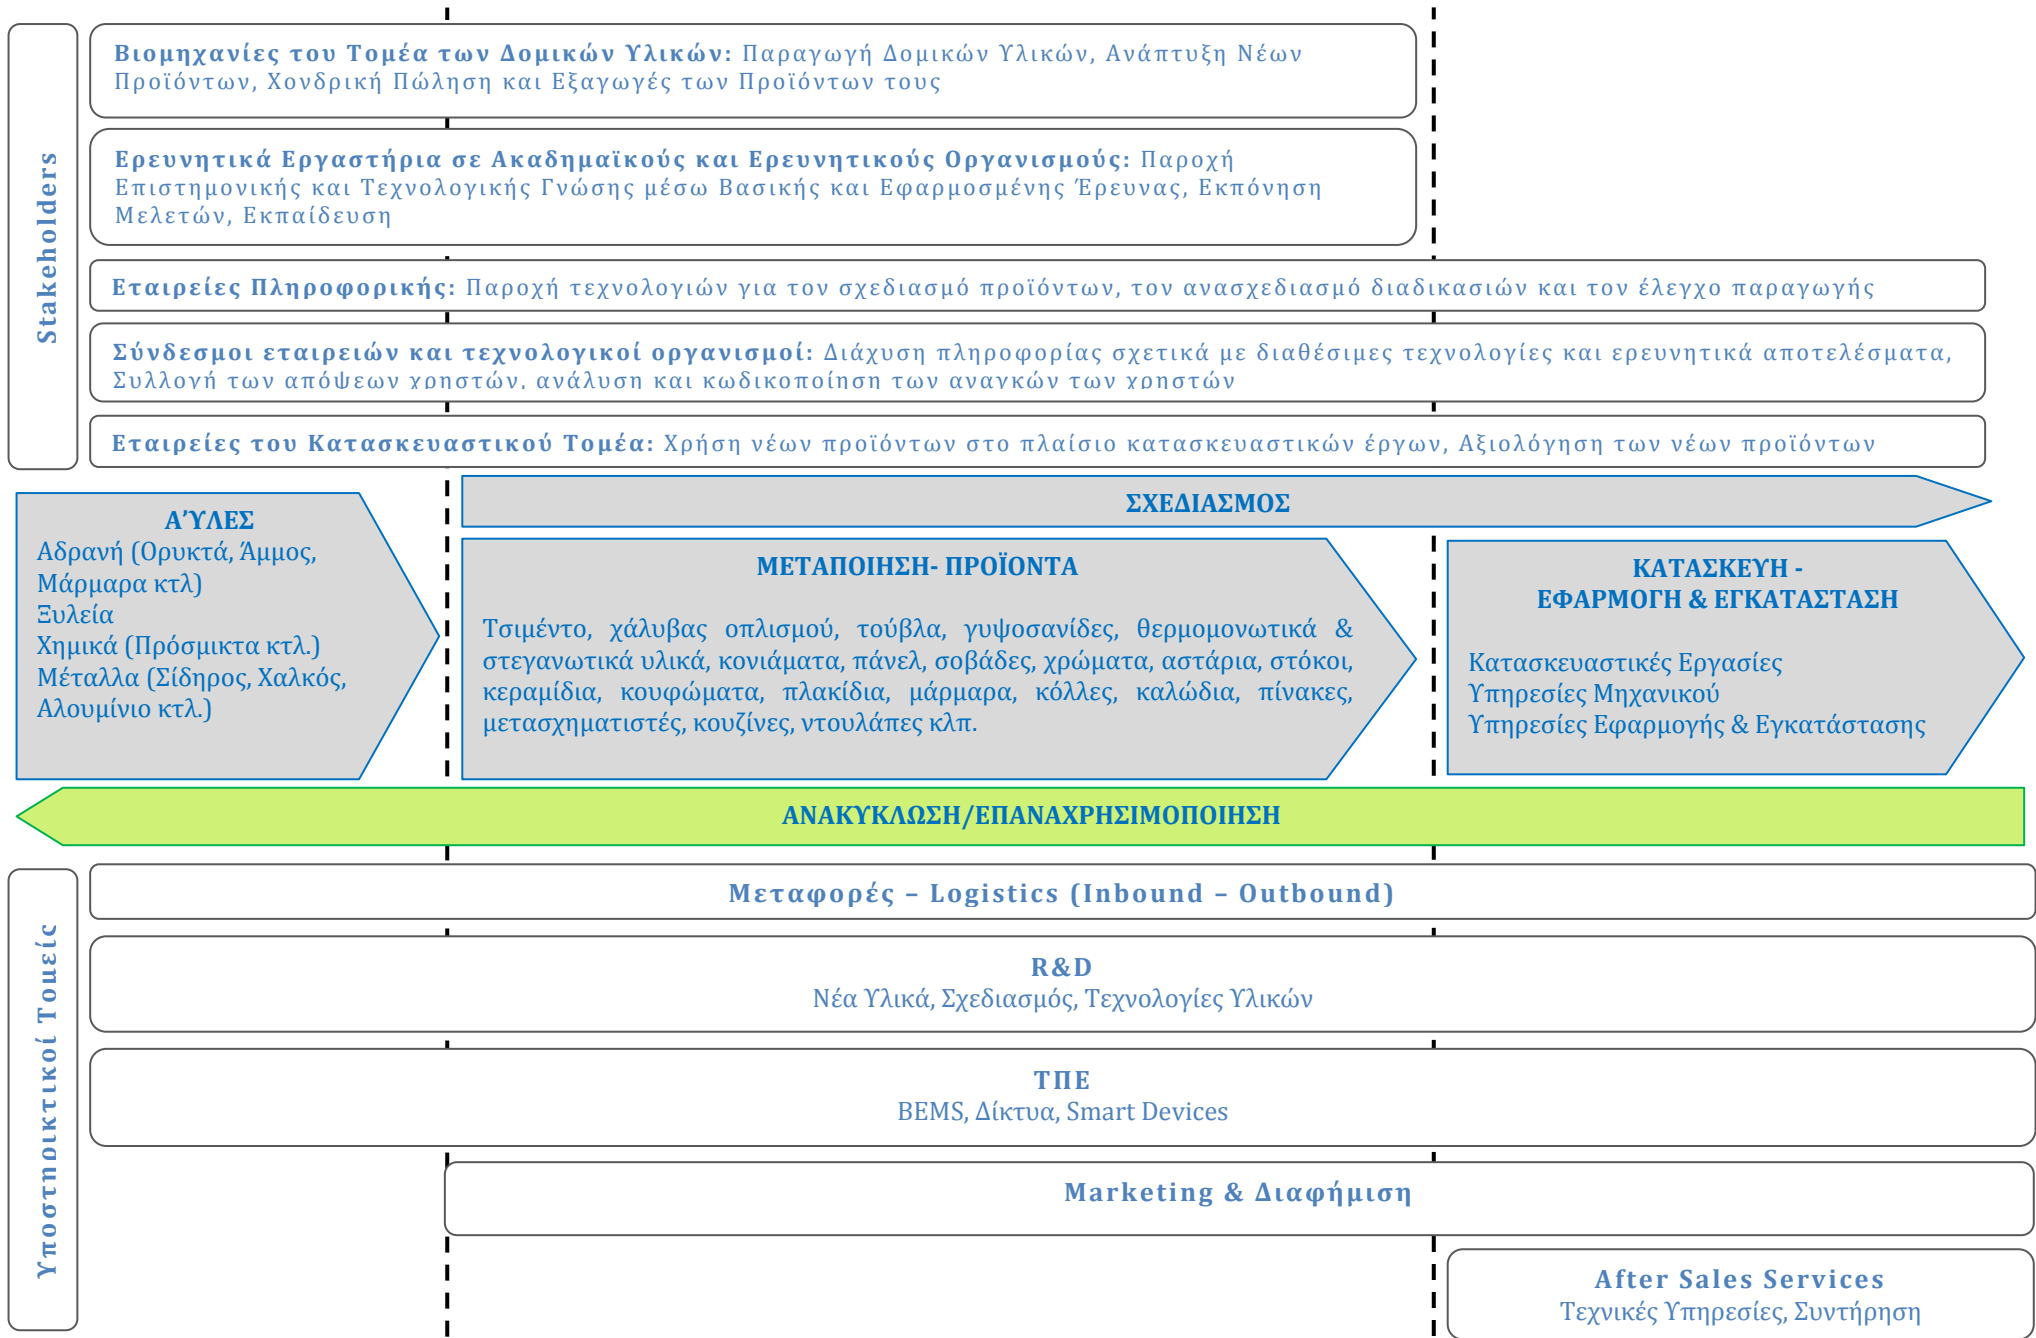 Stakeholders
Βιομηχανίες του Τομέα των Δομικών Υλικών: Παραγωγή Δομικών Υλικών, Ανάπτυξη Νέων
Προϊόντων, Χονδρική Πώληση και Εξαγωγές των Προϊόντων τους
Ερευνητικά Εργαστήρια σε Ακαδημαϊκούς και Ερευνητικούς Οργανισμούς: Παροχή
Επιστημονικής και Τεχνολογικής Γνώσης μέσω Βασικής και Εφαρμοσμένης Έρευνας, Εκπόνηση
Μελετών, Εκπαίδευση
Εταιρείες Πληροφορικής: Παροχή τεχνολογιών για τον σχεδιασμό προϊόντων, τον ανασχεδιασμό διαδικασιών και τον έλεγχο παραγωγής
Σύνδεσμοι εταιρειών και τεχνολογικοί οργανισμοί: Διάχυση πληροφορίας σχετικά με διαθέσιμες τεχνολογίες και ερευνητικά αποτελέσματα,
Συλλογή των απόψεων χρηστών, ανάλυση και κωδικοποίηση των αναγκών των χρηστών
Εταιρείες του Κατασκευαστικού Τομέα: Χρήση νέων προϊόντων στο πλαίσιο κατασκευαστικών έργων, Αξιολόγηση των νέων προϊόντων
ΣΧΕΔΙΑΣΜΟΣ
Α’ΥΛΕΣ
Αδρανή (Ορυκτά, Άμμος,
Μάρμαρα κτλ)
Ξυλεία
Χημικά (Πρόσμικτα κτλ.)
Μέταλλα (Σίδηρος, Χαλκός,
Αλουμίνιο κτλ.)
ΜΕΤΑΠΟΙΗΣΗ- ΠΡΟΪΟΝΤΑ
Τσιμέντο, χάλυβας οπλισμού, τούβλα, γυψοσανίδες, θερμομονωτικά &
στεγανωτικά υλικά, κονιάματα, πάνελ, σοβάδες, χρώματα, αστάρια, στόκοι,
κεραμίδια, κουφώματα, πλακίδια, μάρμαρα, κόλλες, καλώδια, πίνακες,
μετασχηματιστές, κουζίνες, ντουλάπες κλπ.
ΚΑΤΑΣΚΕΥΗ -
ΕΦΑΡΜΟΓΗ & ΕΓΚΑΤΑΣΤΑΣΗ
Κατασκευαστικές Εργασίες
Υπηρεσίες Μηχανικού
Υπηρεσίες Εφαρμογής & Εγκατάστασης
ΑΝΑΚΥΚΛΩΣΗ/ΕΠΑΝΑΧΡΗΣΙΜΟΠΟΙΗΣΗ
Υποστηρικτικοί Τομείς
Μεταφορές – Logistics (Inbound – Outbound)
R&D
Νέα Υλικά, Σχεδιασμός, Τεχνολογίες Υλικών
ΤΠΕ
BEMS, Δίκτυα, Smart Devices
Marketing & Διαφήμιση
After Sales Services
Τεχνικές Υπηρεσίες, Συντήρηση